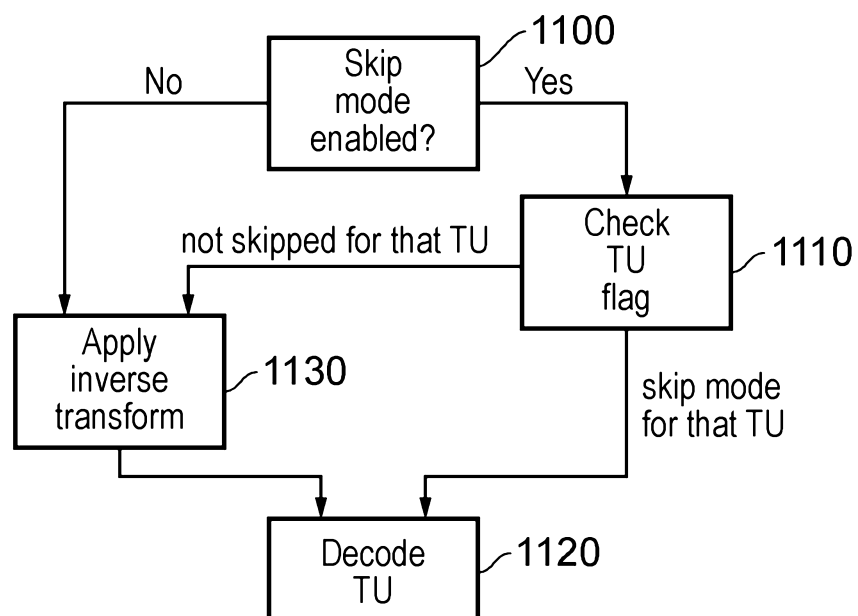 1100
Skip
mode
enabled?
No
Yes
Check
TU
flag
1110
not skipped for that TU
Apply
inverse
transform
1130
skip mode
for that TU
Decode
TU
1120